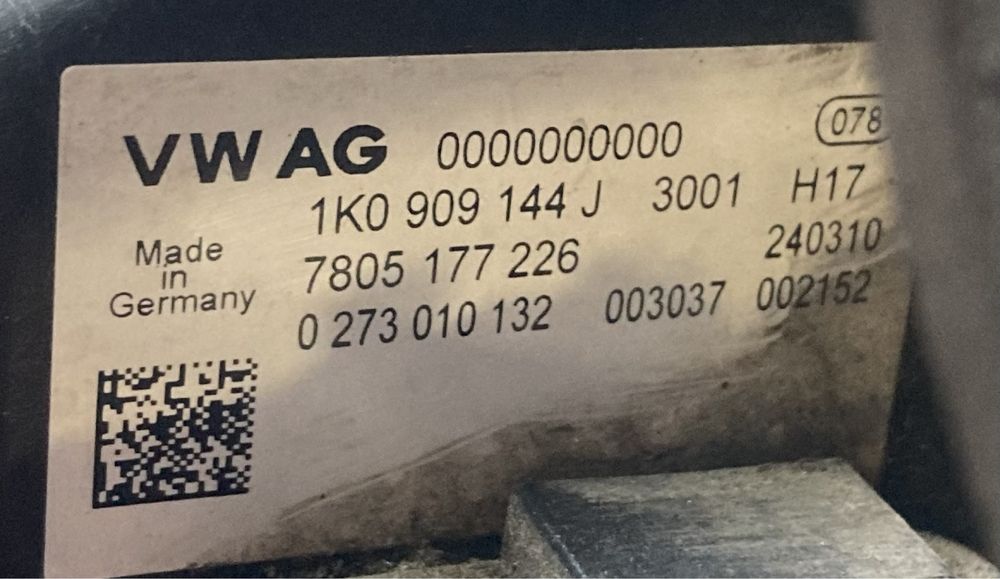 VW AG 0000000000 078
1K0 909 144 J 3001 H17
Made
in
Germany
7805 177 226 240310
0 273 010 132 003037 002152